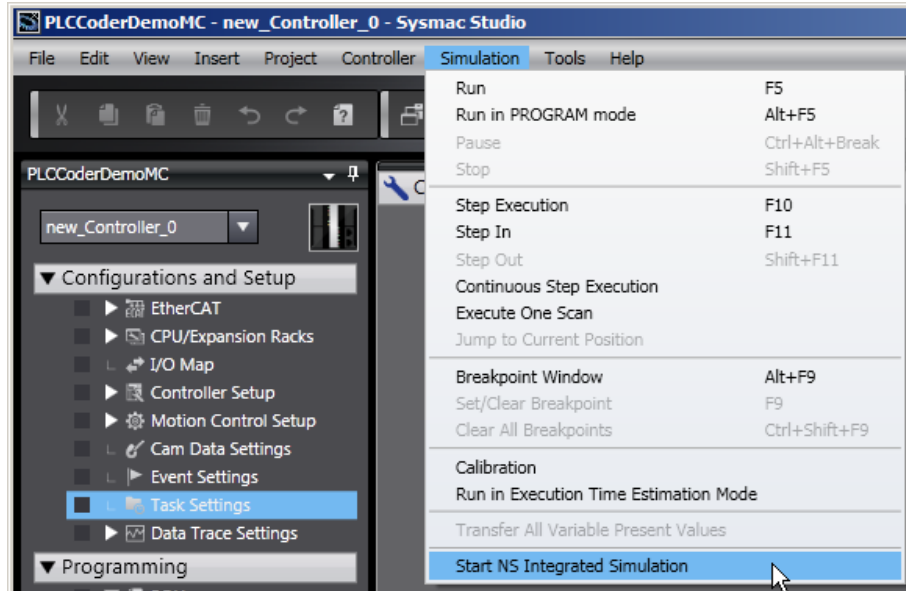 PLCCoderDemoMC - new_Controller_0 - Sysmac Studio
File Edit View Insert Project Controller Simulation Tools Help
Run F5
Run in PROGRAM mode Alt+F5
Pause Ctrl+Alt+Break
Stop Shift+F5
Step Execution F10
Step In F11
Step Out Shift+F11
Continuous Step Execution
Execute One Scan
Jump to Current Position
Breakpoint Window Alt+F9
Set/Clear Breakpoint F9
Clear All Breakpoints Ctrl+Shift+F9
Calibration
Run in Execution Time Estimation Mode
Transfer All Variable Present Values
Start NS Integrated Simulation
PLCCoderDemoMC
new_Controller_0
Configurations and Setup
EtherCAT
CPU/Expansion Racks
I/O Map
Controller Setup
Motion Control Setup
Cam Data Settings
Event Settings
Task Settings
Data Trace Settings
Programming